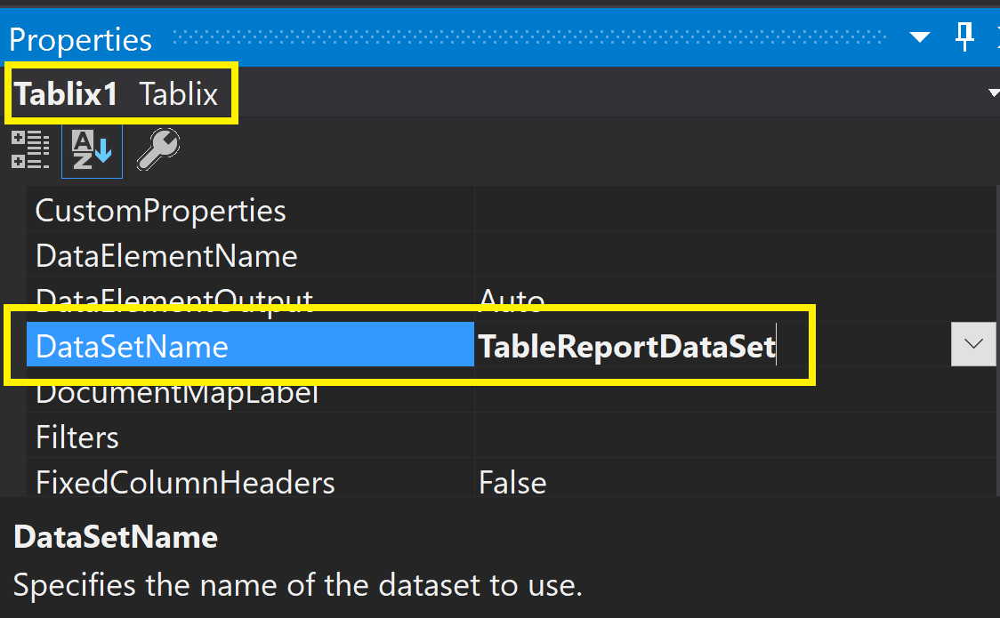 Properties
Tablix1 Tablix
A
Z
CustomProperties
DataElementName
DataElementOutput Auto
DataSetName TableReportDataSet
DocumentMapLabel
Filters
FixedColumnHeaders False
DataSetName
Specifies the name of the dataset to use.